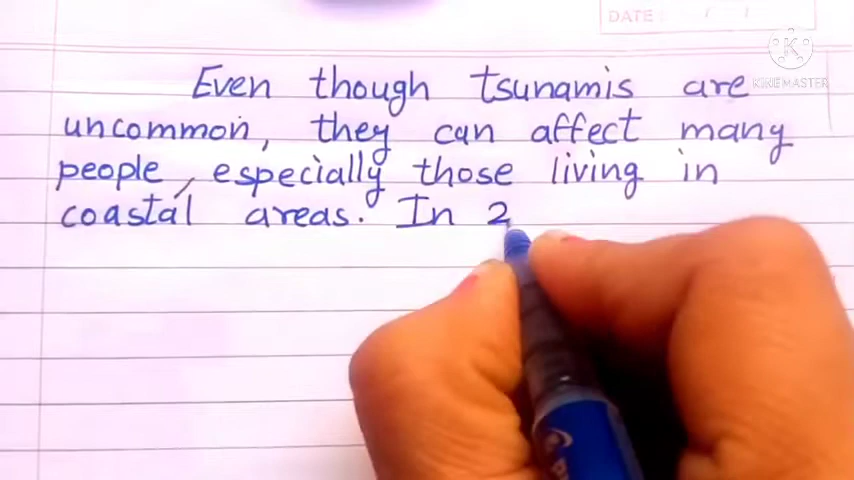 DATE
KINEMASTER
Even though tsunamis are
uncommon, they can affect many
people, especially those living in
coastal areas. In 2